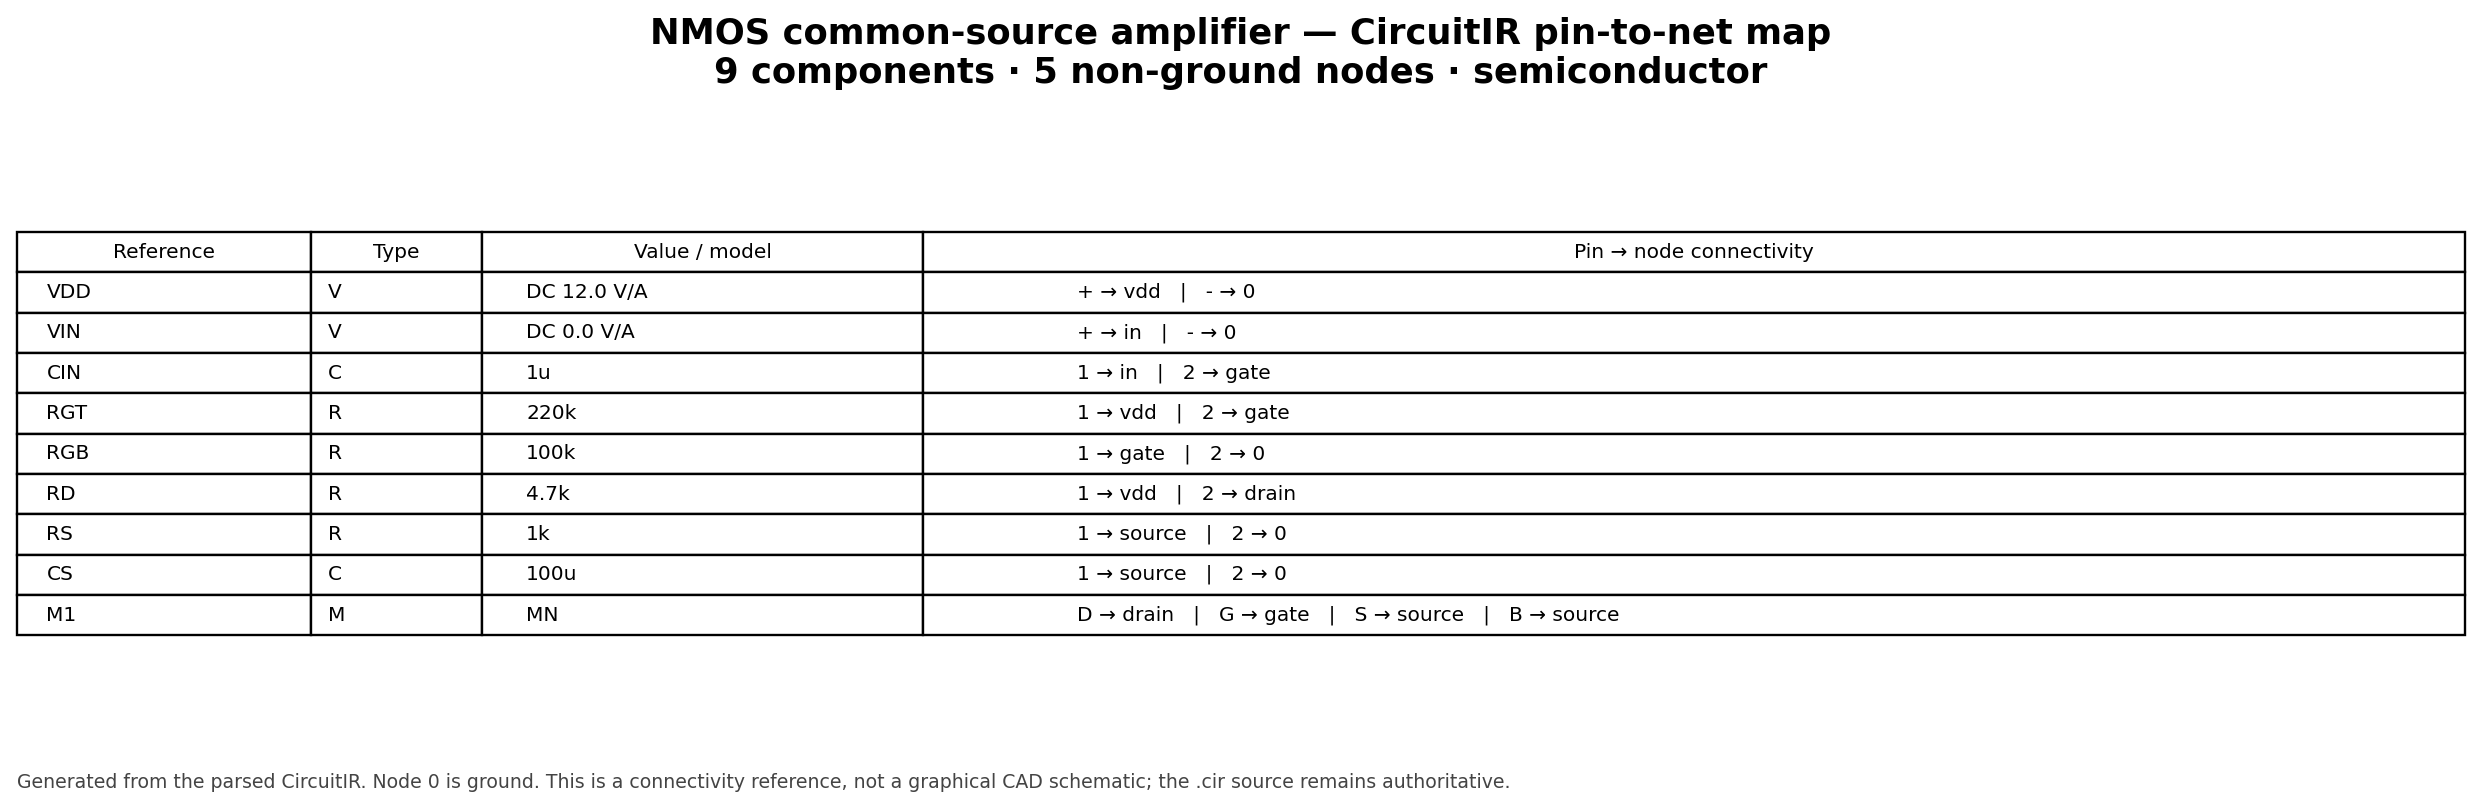 NMOS common-source amplifier — CircuitIR pin-to-net map
9 components · 5 non-ground nodes · semiconductor
Reference Type Value / model Pin → node connectivity
VDD V DC 12.0 V/A + → vdd | - → 0
VIN V DC 0.0 V/A + → in | - → 0
CIN C 1u 1 → in | 2 → gate
RGT R 220k 1 → vdd | 2 → gate
RGB R 100k 1 → gate | 2 → 0
RD R 4.7k 1 → vdd | 2 → drain
RS R 1k 1 → source | 2 → 0
CS C 100u 1 → source | 2 → 0
M1 M MN D → drain | G → gate | S → source | B → source
Generated from the parsed CircuitIR. Node 0 is ground. This is a connectivity reference, not a graphical CAD schematic; the .cir source remains authoritative.